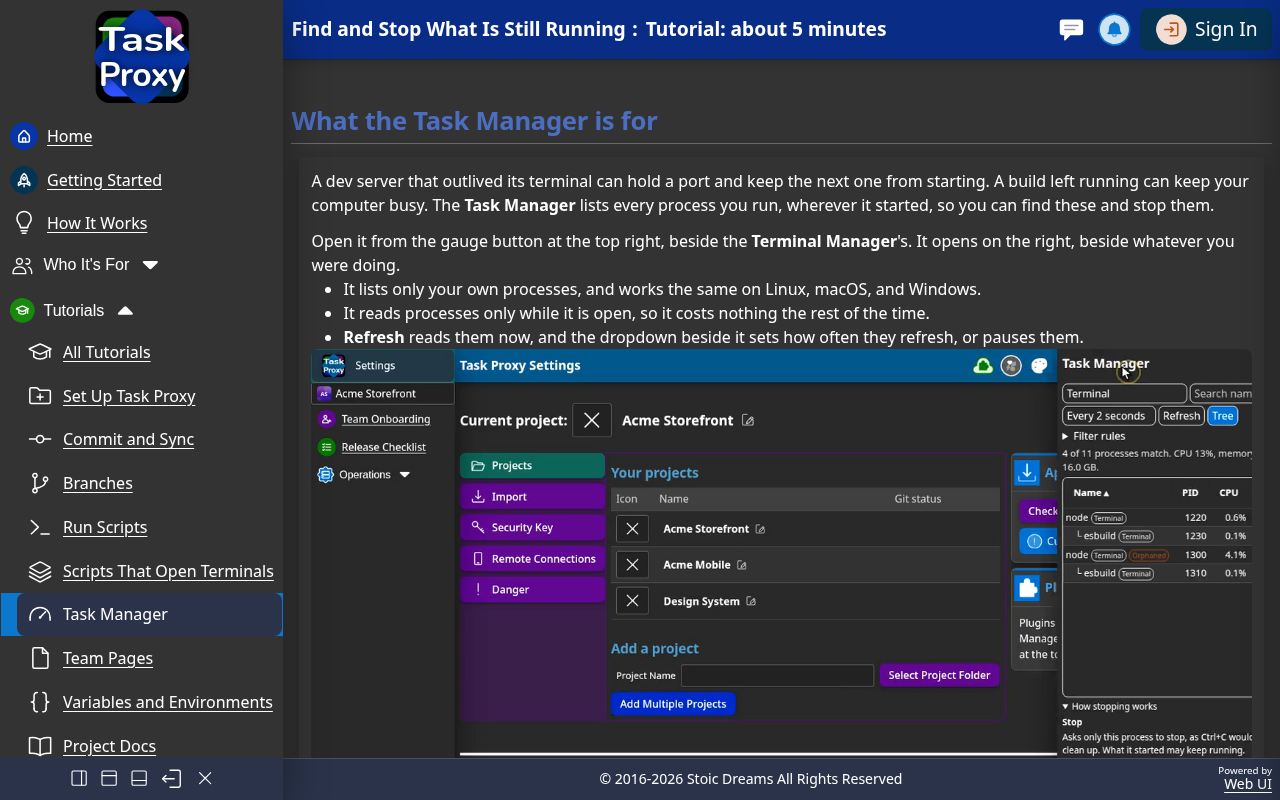 Task
Proxy
Home
Getting Started
How It Works
Who It's For
Tutorials
All Tutorials
Set Up Task Proxy
Commit and Sync
Branches
Run Scripts
Scripts That Open Terminals
Task Manager
Team Pages
Variables and Environments
Project Docs
Find and Stop What Is Still Running : Tutorial: about 5 minutes
Sign In
What the Task Manager is for
A dev server that outlived its terminal can hold a port and keep the next one from starting. A build left running can keep your
computer busy. The Task Manager lists every process you run, wherever it started, so you can find these and stop them.
Open it from the gauge button at the top right, beside the Terminal Manager's. It opens on the right, beside whatever you
were doing.
It lists only your own processes, and works the same on Linux, macOS, and Windows.
It reads processes only while it is open, so it costs nothing the rest of the time.
Refresh reads them now, and the dropdown beside it sets how often they refresh, or pauses them.
Task
Proxy
Settings
AS Acme Storefront
Team Onboarding
Release Checklist
Operations
Task Proxy Settings
Current project: Acme Storefront
Projects
Import
Security Key
Remote Connections
Danger
Your projects
Icon Name Git status
Acme Storefront
Acme Mobile
Design System
Add a project
Project Name
Select Project Folder
Add Multiple Projects
Ap
Check
Cu
Pl
Plugins
Manage
at the to
Task Manager
Terminal
Search nam
Every 2 seconds Refresh Tree
Filter rules
4 of 11 processes match. CPU 13%, memory
16.0 GB.
Name PID CPU
node Terminal 1220 0.6%
esbuild Terminal 1230 0.1%
node Terminal Orphaned 1300 4.1%
esbuild Terminal 1310 0.1%
How stopping works
Stop
Asks only this process to stop, as Ctrl+C would
clean up. What it started may keep running.
© 2016-2026 Stoic Dreams All Rights Reserved
Powered by
Web UI